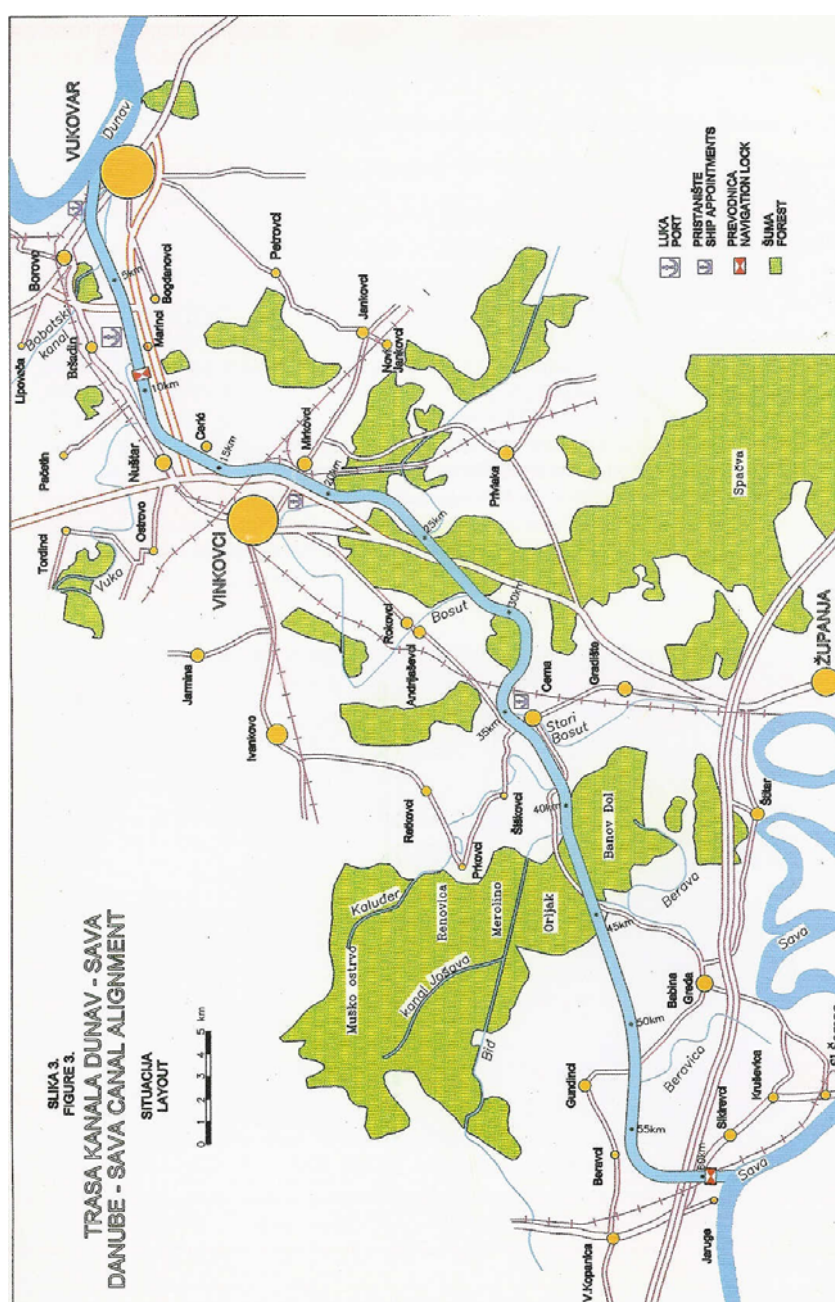 SLIKA 3.
FIGURE 3.
TRASA KANALA DUNAV - SAVA
DANUBE - SAVA CANAL ALIGNMENT
SITUACIJA
LAYOUT
0 1 2 3 4 5 km
VUKOVAR
Dunav
Borovo
Lipovača
Bobotski
kanal
Bršadin
5km
Bogdanovci
Marinci
10km
Pačetin
Nuštar
Cerić
15km
Petrovci
Jankovci
Novi
Jankovci
Mirkovci
20km
Tordinci
Ostrovo
Vuka
VINKOVCI
25km
Privlaka
Spačva
Jarmina
Rokovci
Andrijaševci
Bosut
30km
Ivankovo
Cerna
Gradište
ŽUPANJA
35km
Stari
Bosut
Retkovci
Prkovci
Šiškovci
40km
Banov Dol
Štitar
Muško ostrvo
Kaluđer
Renovica
Merolino
Orljak
kanal Jošava
Bid
45km
Berava
Sava
Babina
Greda
50km
Beravica
Gundinci
55km
Beravci
Sikirevci
Kruševica
60km
V.Kopanica
Jaruge
Sava
LUKA
PORT
PRISTANIŠTE
SHIP APPOINTMENTS
PREVODNICA
NAVIGATION LOCK
ŠUMA
FOREST